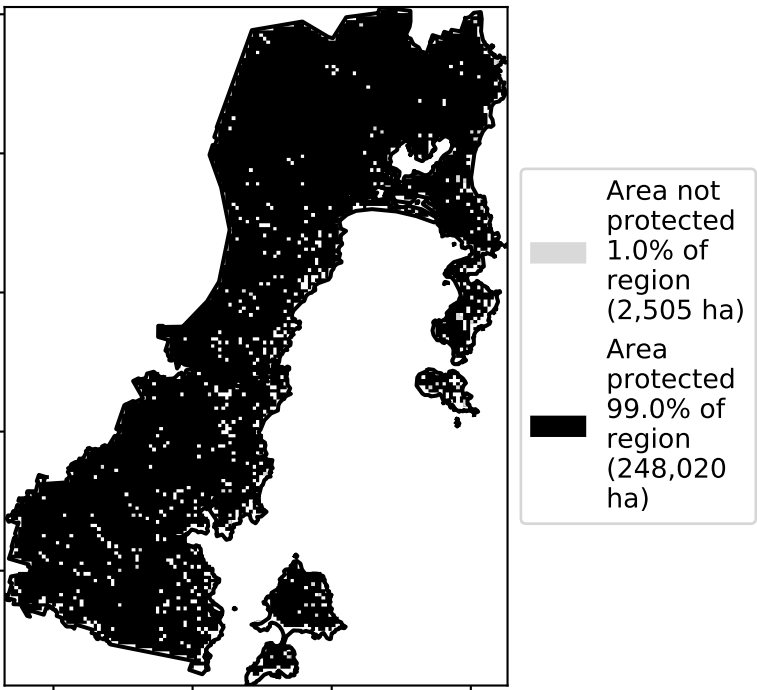 Area not
protected
1.0% of
region
(2,505 ha)
Area
protected
99.0% of
region
(248,020
ha)